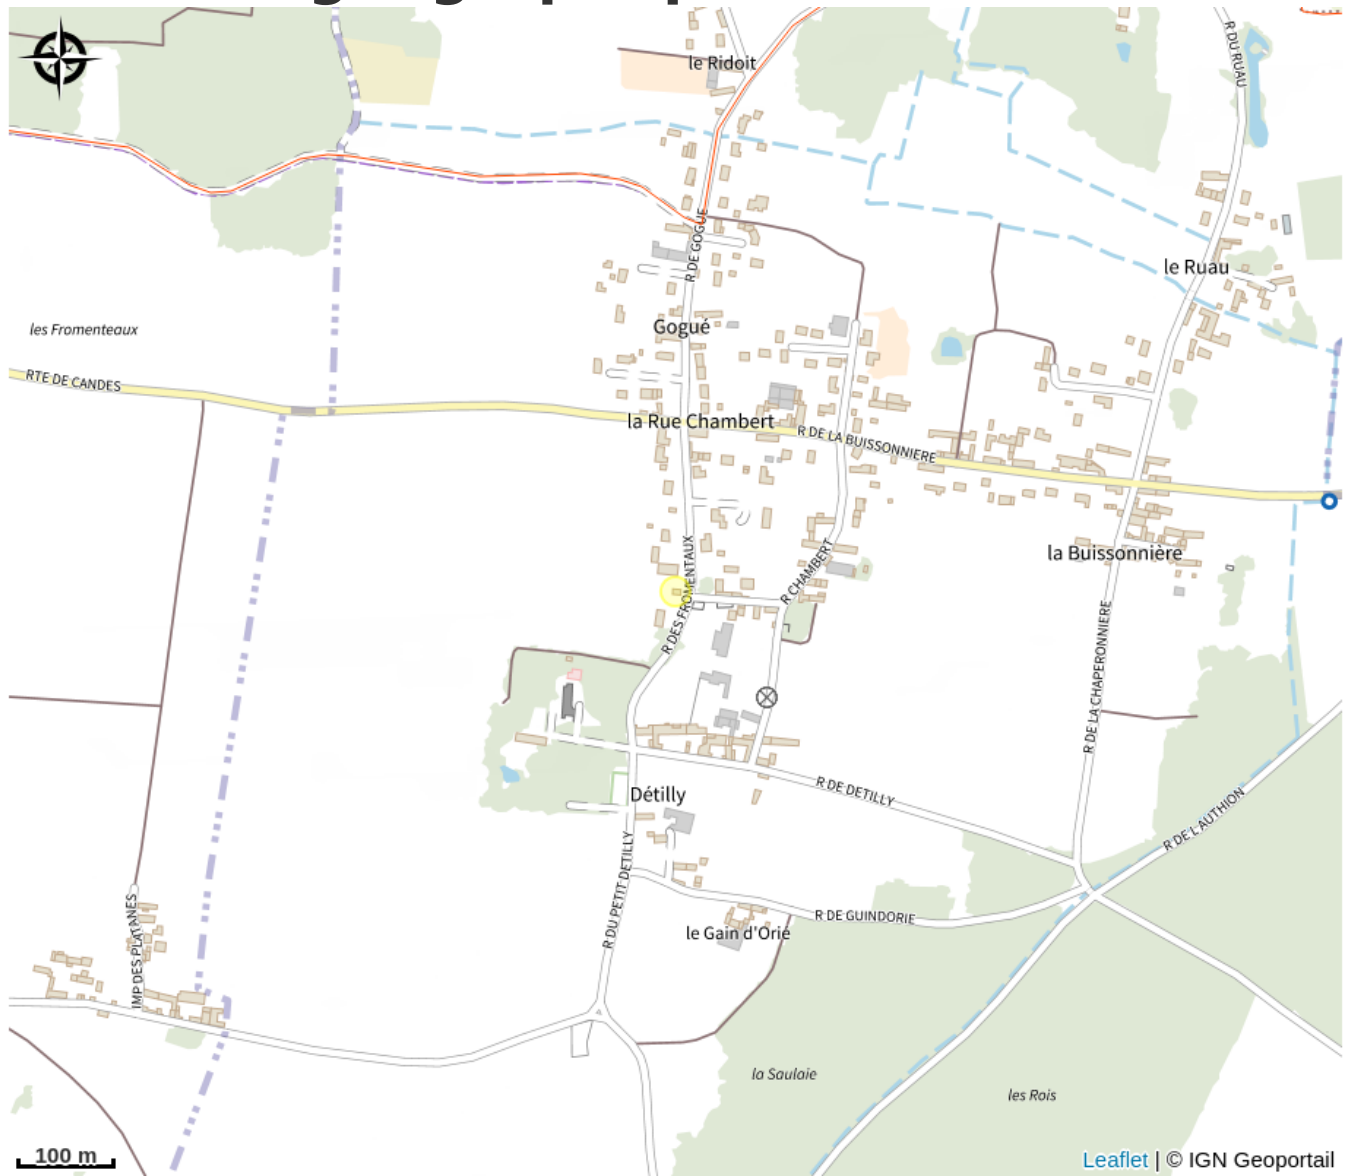 le Ridoit
R DU RUAU
R DE GOGUE
le Ruau
les Fromenteaux
Gogué
RTE DE CANDES
la Rue Chambert
R DE LA BUISSONNIERE
la Buissonnière
R DES FROMENTAUX
R CHAMBERT
R DE LA CHAPERONNIERE
R DE DETILLY
Détilly
R DE L AUTHION
R DU PETIT DETILLY
R DE GUINDORIE
le Gain d'Orié
IMP DES PLATANES
la Saulaie
les Rois
100 m
Leaflet | © IGN Geoportail